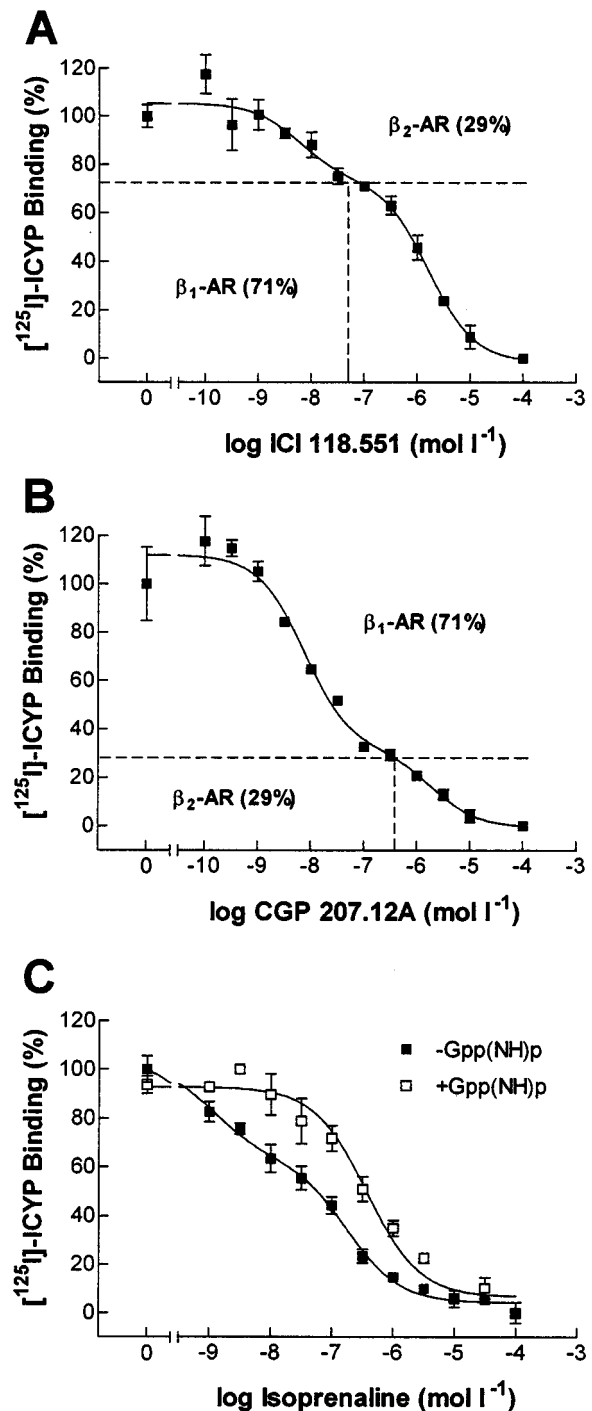 A
[125I]-ICYP Binding (%)
120
100
80
60
40
20
0
β2-AR (29%)
β1-AR (71%)
0 -10 -9 -8 -7 -6 -5 -4 -3
log ICI 118.551 (mol l-1)
B
[125I]-ICYP Binding (%)
120
100
80
60
40
20
0
β1-AR (71%)
β2-AR (29%)
0 -10 -9 -8 -7 -6 -5 -4 -3
log CGP 207.12A (mol l-1)
C
[125I]-ICYP Binding (%)
120
100
80
60
40
20
0
-Gpp(NH)p
+Gpp(NH)p
0 -9 -8 -7 -6 -5 -4 -3
log Isoprenaline (mol l-1)